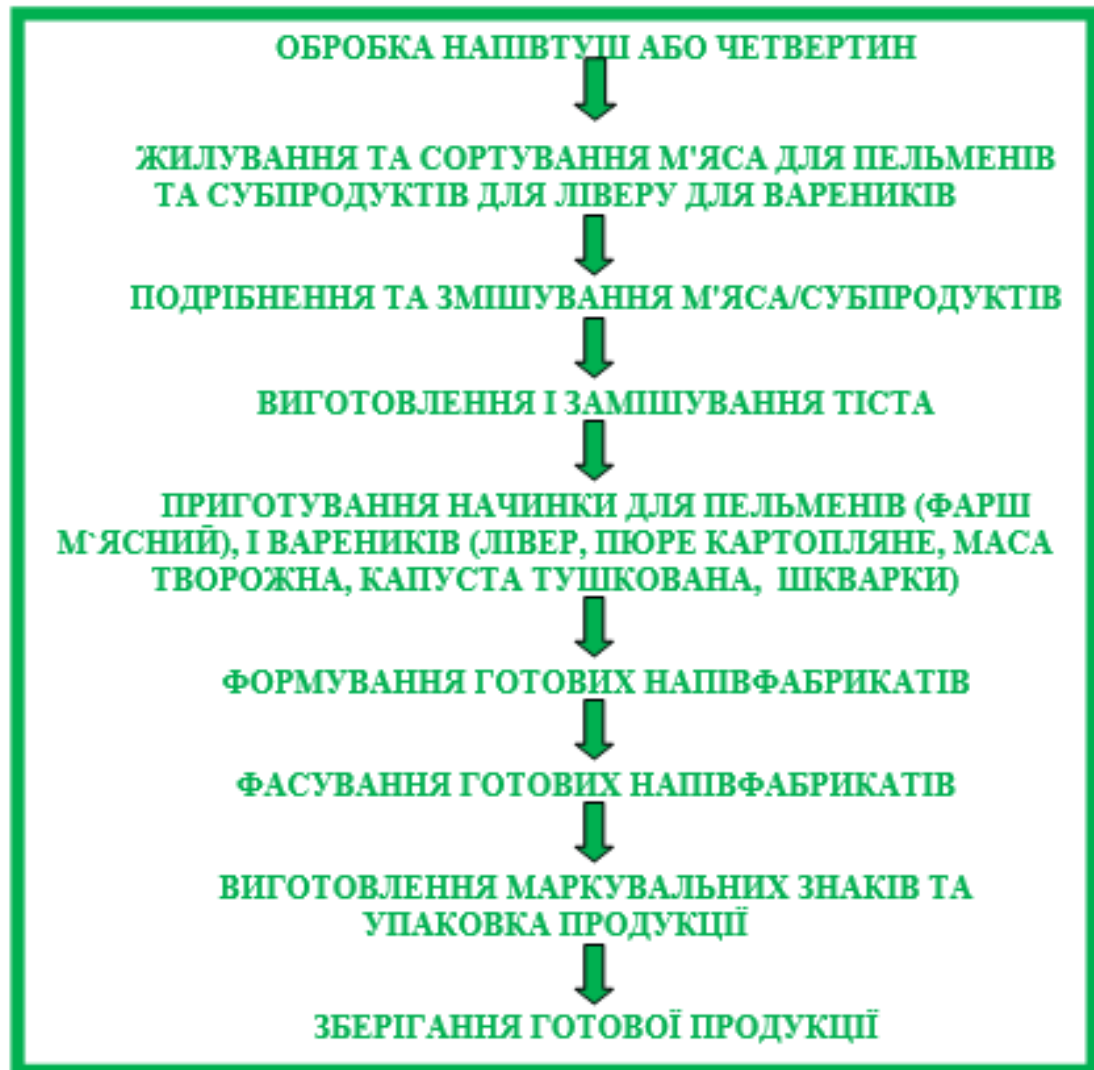 ОБРОБКА НАПІВТУШ АБО ЧЕТВЕРТИН
ЖИЛУВАННЯ ТА СОРТУВАННЯ М'ЯСА ДЛЯ ПЕЛЬМЕНІВ
ТА СУБПРОДУКТІВ ДЛЯ ЛІВЕРУ ДЛЯ ВАРЕНИКІВ
ПОДРІБНЕННЯ ТА ЗМІШУВАННЯ М'ЯСА/СУБПРОДУКТІВ
ВИГОТОВЛЕННЯ І ЗАМІШУВАННЯ ТІСТА
ПРИГОТУВАННЯ НАЧИНКИ ДЛЯ ПЕЛЬМЕНІВ (ФАРШ
М`ЯСНИЙ), І ВАРЕНИКІВ (ЛІВЕР, ПЮРЕ КАРТОПЛЯНЕ, МАСА
ТВОРОЖНА, КАПУСТА ТУШКОВАНА, ШКВАРКИ)
ФОРМУВАННЯ ГОТОВИХ НАПІВФАБРИКАТІВ
ФАСУВАННЯ ГОТОВИХ НАПІВФАБРИКАТІВ
ВИГОТОВЛЕННЯ МАРКУВАЛЬНИХ ЗНАКІВ ТА
УПАКОВКА ПРОДУКЦІЇ
ЗБЕРІГАННЯ ГОТОВОЇ ПРОДУКЦІЇ